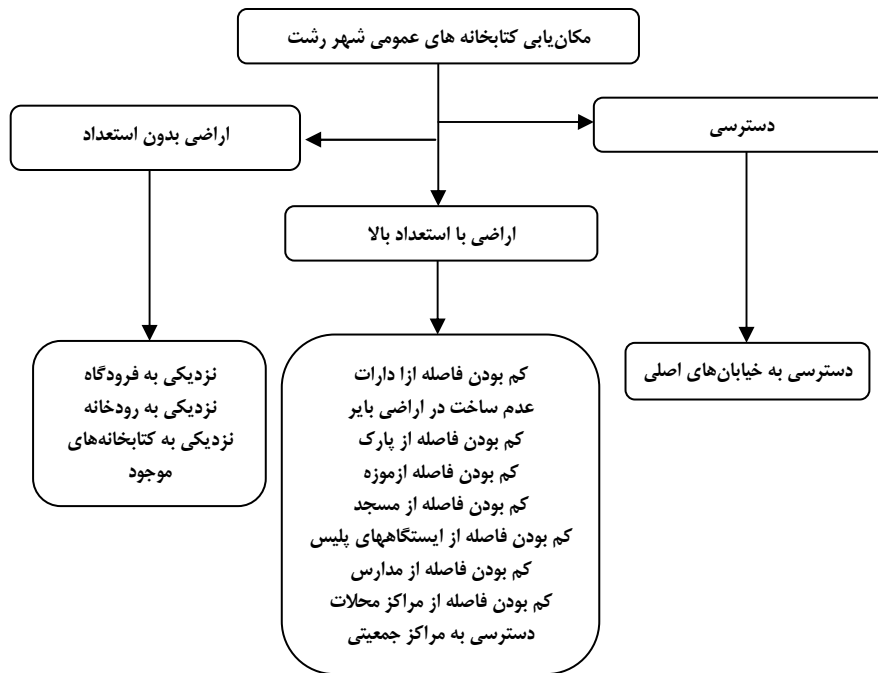 مکان‌یابی کتابخانه های عمومی شهر رشت
دسترسی
اراضی بدون استعداد
اراضی با استعداد بالا
دسترسی به خیابان‌های اصلی
کم بودن فاصله ازا دارات
عدم ساخت در اراضی بایر
کم بودن فاصله از پارک
کم بودن فاصله ازموزه
کم بودن فاصله از مسجد
کم بودن فاصله از ایستگاههای پلیس
کم بودن فاصله از مدارس
کم بودن فاصله از مراکز محلات
دسترسی به مراکز جمعیتی
نزدیکی به فرودگاه
نزدیکی به رودخانه
نزدیکی به کتابخانه‌های
موجود